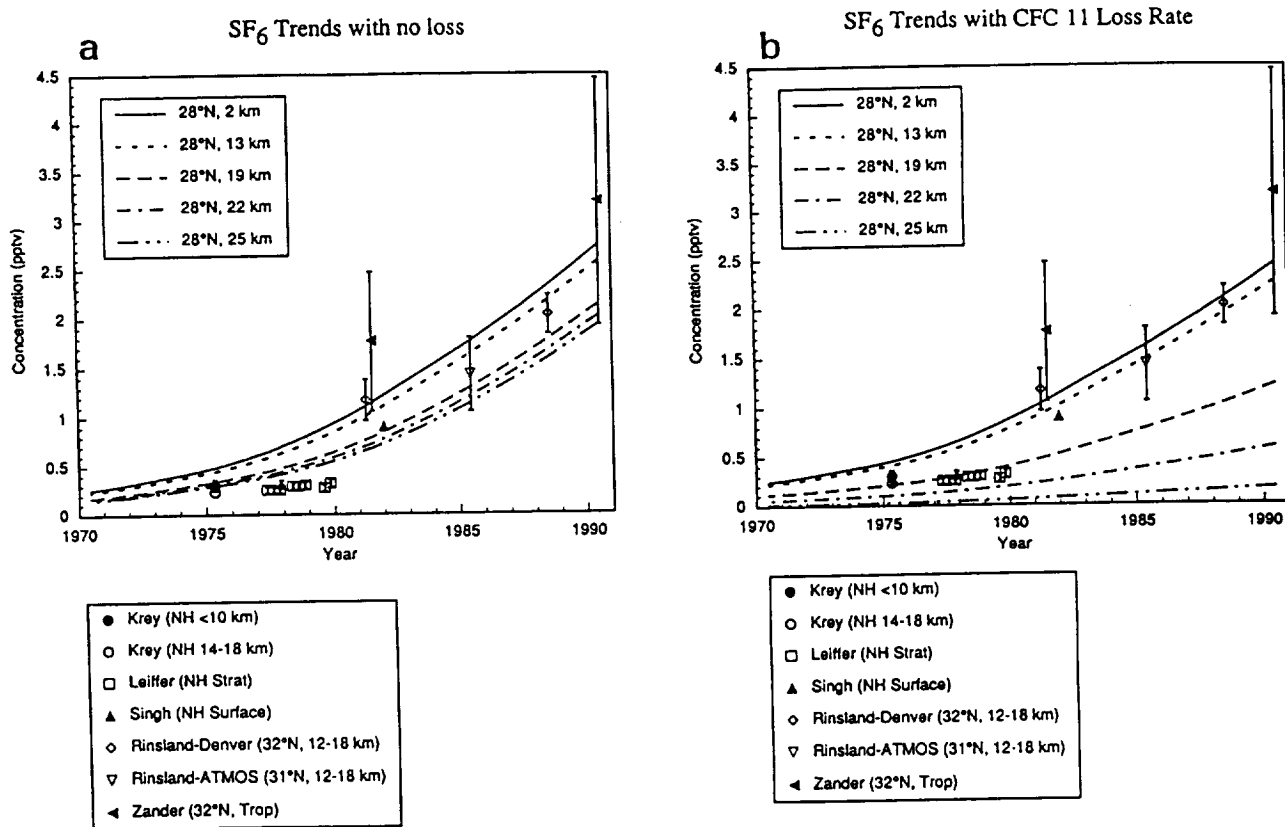 SF6 Trends with no loss
a
4.5
4
3.5
3
2.5
2
1.5
1
0.5
0
Concentration (pptv)
28°N, 2 km
28°N, 13 km
28°N, 19 km
28°N, 22 km
28°N, 25 km
1970 1975 1980 1985 1990
Year
Krey (NH <10 km)
Krey (NH 14-18 km)
Leiffer (NH Strat)
Singh (NH Surface)
Rinsland-Denver (32°N, 12-18 km)
Rinsland-ATMOS (31°N, 12-18 km)
Zander (32°N, Trop)
SF6 Trends with CFC 11 Loss Rate
b
4.5
4
3.5
3
2.5
2
1.5
1
0.5
0
Concentration (pptv)
28°N, 2 km
28°N, 13 km
28°N, 19 km
28°N, 22 km
28°N, 25 km
1970 1975 1980 1985 1990
Year
Krey (NH <10 km)
Krey (NH 14-18 km)
Leiffer (NH Strat)
Singh (NH Surface)
Rinsland-Denver (32°N, 12-18 km)
Rinsland-ATMOS (31°N, 12-18 km)
Zander (32°N, Trop)